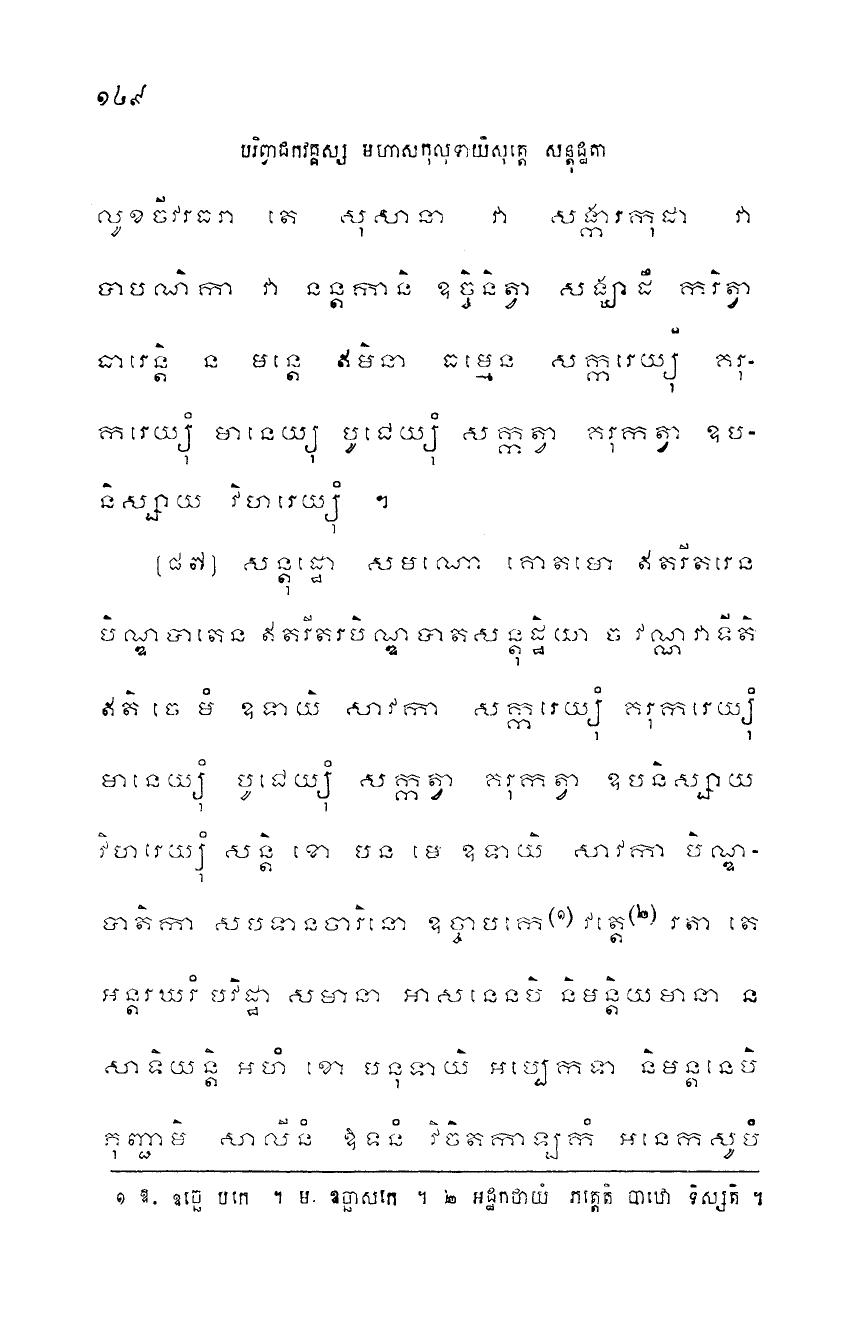 ១៤៩
បរិព្វាជកវគ្គស្ស មហាសកុលុទាយិសុត្តេ សន្តុដ្ឋតា
លូខចីវរធរា តេ សុសានា វា សង្ការកុដា វា
បាបណិកា វា នន្តកានិ ឧច្ចិនិត្វា សង្ឃាដឹ ករិត្វា
ធារេន្តិ ន មន្តេ ឥមិនា ធម្មេន សក្ករេយ្យុំ គរុ-
ករេយ្យុំ មានេយ្យុ បូជេយ្យុំ សក្កត្វា គរុកត្វា ឧប-
និស្សាយ វិហរេយ្យុំ ។
[៨៧] សន្តុដ្ឋោ សមណោ គោតមោ ឥតរីតរេន
បិណ្ឌបាតេន ឥតរីតរបិណ្ឌបាតសន្តុដ្ឋិយា ច វណ្ណវាទីតិ
ឥតិ ចេ មំ ឧទាយិ សាវកា សក្ករេយ្យុំ គរុករេយ្យុំ
មានេយ្យុំ បូជេយ្យុំ សក្កត្វា គរុកត្វា ឧបនិស្សាយ
វិហរេយ្យុំ សន្តិ ខោ បន មេ ឧទាយិ សាវកា បិណ្ឌ-
បាតិកា សបទានចារិនោ ឧច្ឆាបកេ(១) វត្តេ(២) រតា តេ
អន្តរឃរំ បវិដ្ឋា សមានា អាសនេនបិ និមន្តិយមានា ន
សាទិយន្តិ អហំ ខោ បនុទាយិ អប្បេកទា និមន្តនេបិ
កុញ្ជាមិ សាលីនំ ឱទនំ វិចិតកាឡកំ អនេកសូបំ
១ ឱ. ឧច្ឆេ បកេ ។ ម. ឧច្ឆាសកេ ។ ២ អដ្ឋកថាយំ ភត្តេតិ បាឋោ ទិស្សតិ ។